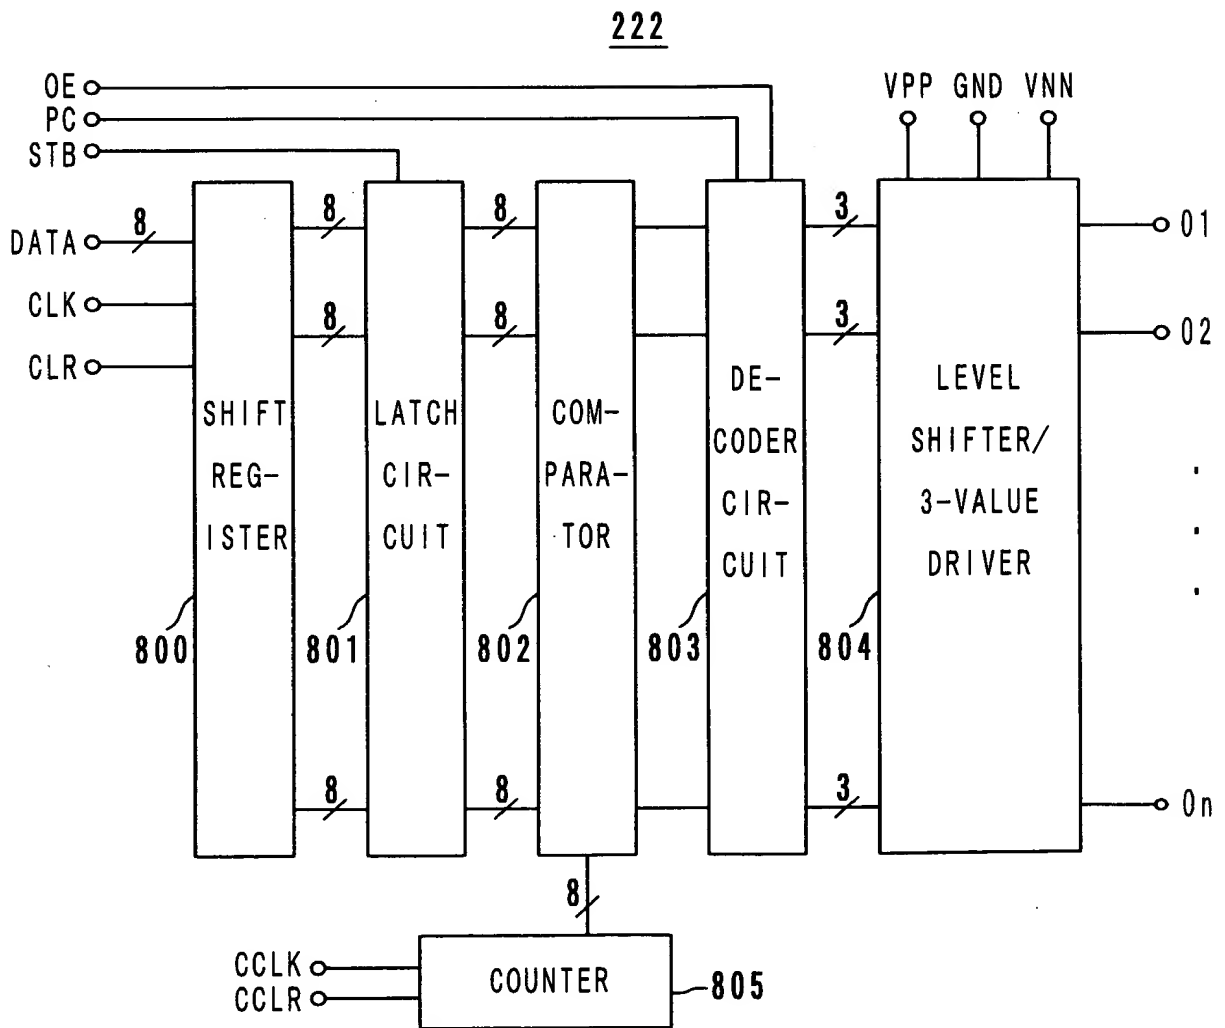 222
OE
PC
STB
VPP GND VNN
DATA 8
CLK
CLR
8 8 3 O1
8 8 3 O2
SHIFT
REG-
ISTER
LATCH
CIR-
CUIT
COM-
PARA-
TOR
DE-
CODER
CIR-
CUIT
LEVEL
SHIFTER/
3-VALUE
DRIVER
800 801 802 803 804
8 8 3 On
8
CCLK
CCLR
COUNTER
805